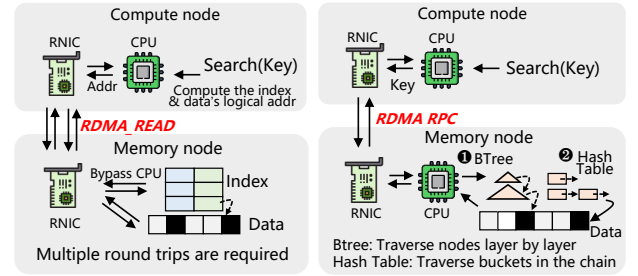 Compute node
RNIC
CPU
Search(Key)
Addr
Compute the index
& data's logical addr
RDMA_READ
Memory node
Bypass CPU
Index
RNIC
Data
Multiple round trips are required
Compute node
RNIC
CPU
Search(Key)
Key
RDMA RPC
Memory node
❶ BTree
❷ Hash
Table
RNIC
CPU
Data
Btree: Traverse nodes layer by layer
Hash Table: Traverse buckets in the chain